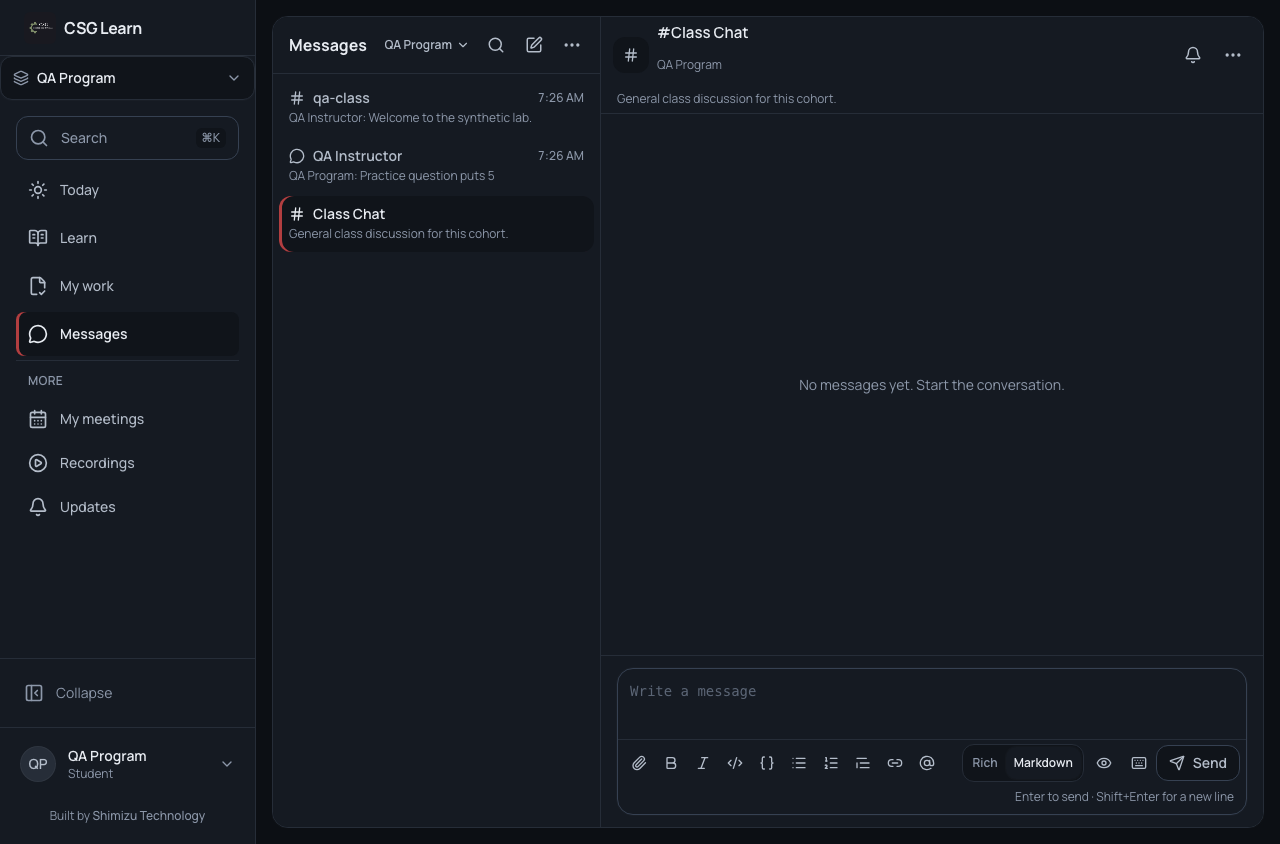 CSG Learn
QA Program
Search ⌘K
Today
Learn
My work
Messages
MORE
My meetings
Recordings
Updates
Collapse
QP
QA Program
Student
Built by Shimizu Technology
Messages QA Program
# qa-class 7:26 AM
QA Instructor: Welcome to the synthetic lab.
QA Instructor 7:26 AM
QA Program: Practice question puts 5
# Class Chat
General class discussion for this cohort.
#
#Class Chat
QA Program
General class discussion for this cohort.
No messages yet. Start the conversation.
Write a message
Rich Markdown Send
Enter to send · Shift+Enter for a new line